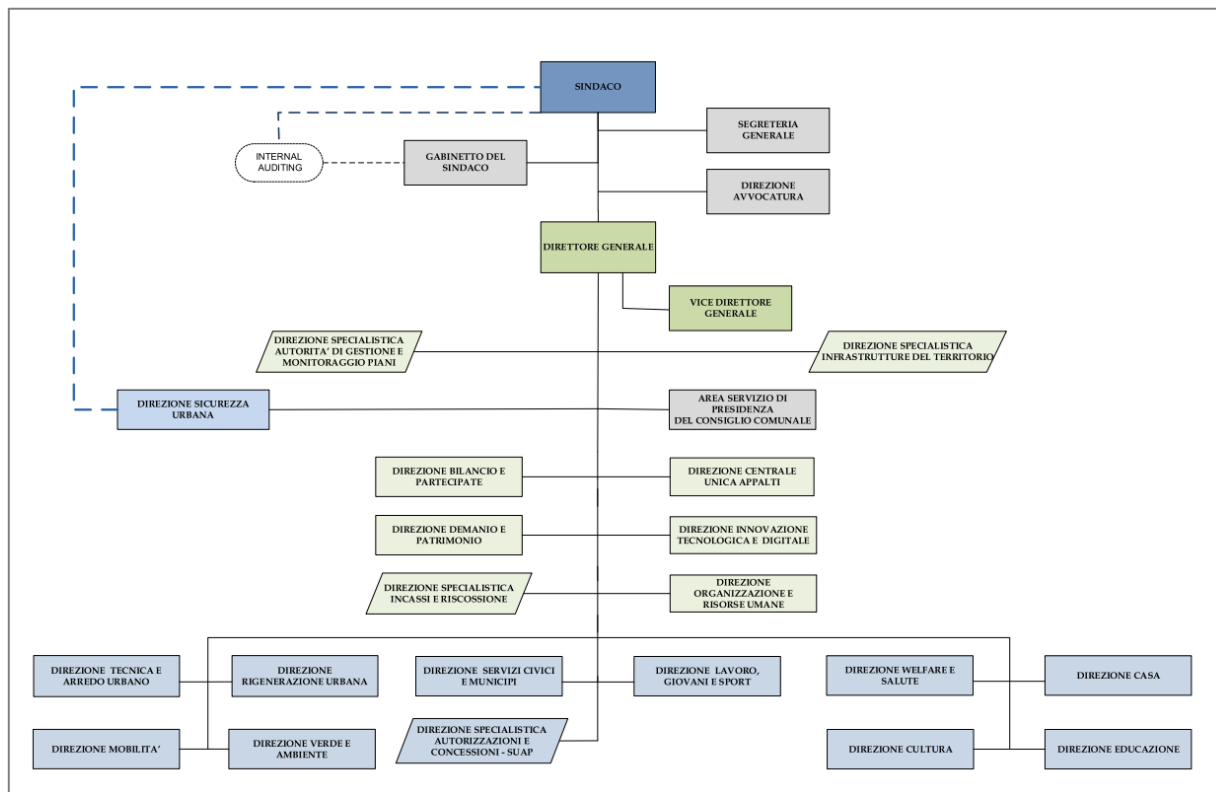 SINDACO
SEGRETERIA
GENERALE
INTERNAL
AUDITING
GABINETTO DEL
SINDACO
DIREZIONE
AVVOCATURA
DIRETTORE GENERALE
VICE DIRETTORE
GENERALE
DIREZIONE SPECIALISTICA
AUTORITA' DI GESTIONE E
MONITORAGGIO PIANI
DIREZIONE SPECIALISTICA
INFRASTRUTTURE DEL TERRITORIO
DIREZIONE SICUREZZA
URBANA
AREA SERVIZIO DI
PRESIDENZA
DEL CONSIGLIO COMUNALE
DIREZIONE BILANCIO E
PARTECIPATE
DIREZIONE CENTRALE
UNICA APPALTI
DIREZIONE DEMANIO E
PATRIMONIO
DIREZIONE INNOVAZIONE
TECNOLOGICA E DIGITALE
DIREZIONE SPECIALISTICA
INCASSI E RISCOSSIONE
DIREZIONE
ORGANIZZAZIONE E
RISORSE UMANE
DIREZIONE TECNICA E
ARREDO URBANO
DIREZIONE
RIGENERAZIONE URBANA
DIREZIONE SERVIZI CIVICI
E MUNICIPI
DIREZIONE LAVORO,
GIOVANI E SPORT
DIREZIONE WELFARE E
SALUTE
DIREZIONE CASA
DIREZIONE MOBILITA'
DIREZIONE VERDE E
AMBIENTE
DIREZIONE SPECIALISTICA
AUTORIZZAZIONI E
CONCESSIONI - SUAP
DIREZIONE CULTURA
DIREZIONE EDUCAZIONE